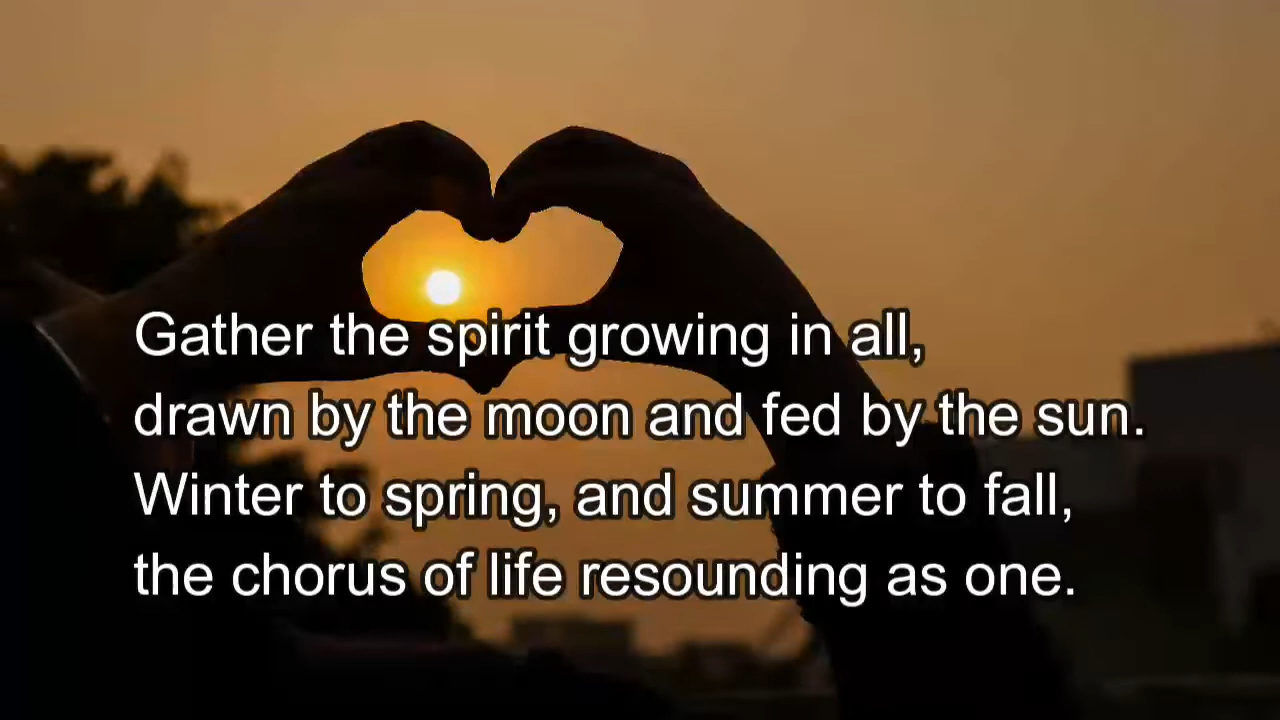 Gather the spirit growing in all,
drawn by the moon and fed by the sun.
Winter to spring, and summer to fall,
the chorus of life resounding as one.